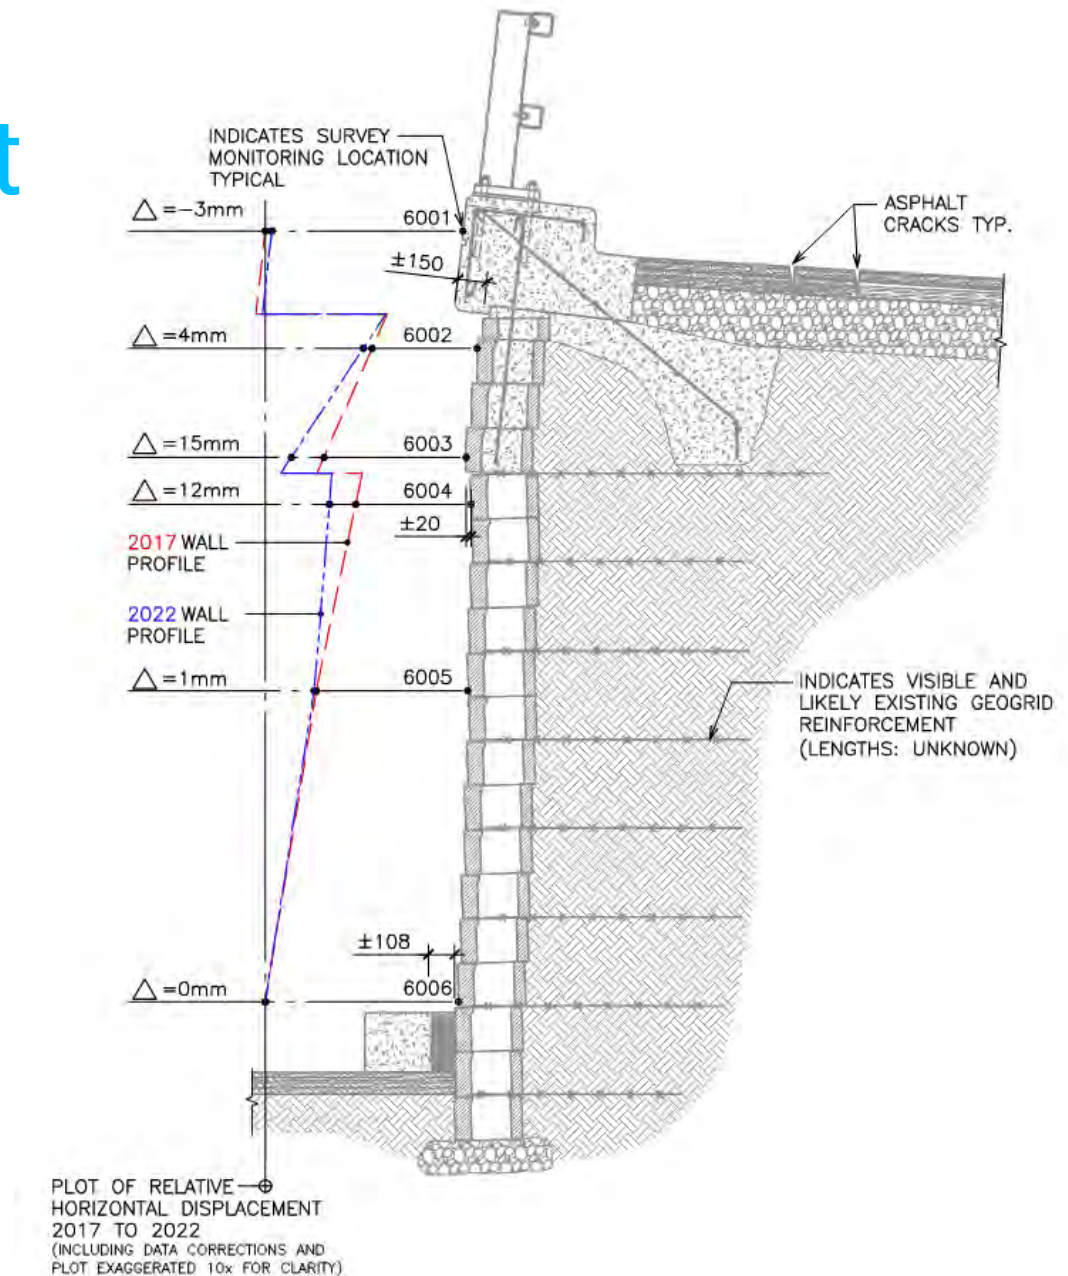 t
INDICATES SURVEY
MONITORING LOCATION
TYPICAL
△=-3mm
6001
ASPHALT
CRACKS TYP.
±150
△=4mm
6002
△=15mm
6003
△=12mm
6004
±20
2017 WALL
PROFILE
2022 WALL
PROFILE
△=1mm
6005
INDICATES VISIBLE AND
LIKELY EXISTING GEOGRID
REINFORCEMENT
(LENGTHS: UNKNOWN)
±108
△=0mm
6006
PLOT OF RELATIVE
HORIZONTAL DISPLACEMENT
2017 TO 2022
(INCLUDING DATA CORRECTIONS AND
PLOT EXAGGERATED 10x FOR CLARITY)